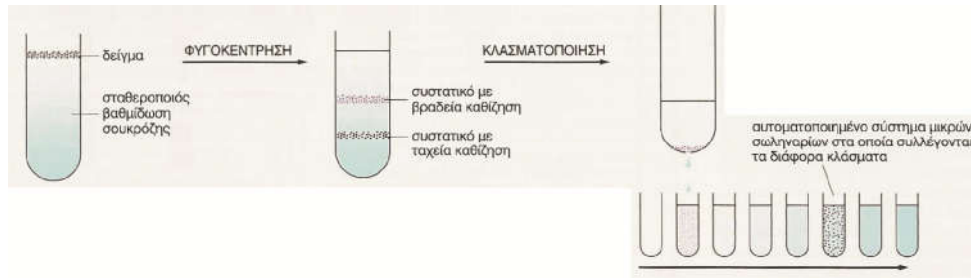 δείγμα
ΦΥΓΟΚΕΝΤΡΗΣΗ
ΚΛΑΣΜΑΤΟΠΟΙΗΣΗ
σταθεροποιός
βαθμίδωση
σουκρόζης
συστατικό με
βραδεία καθίζηση
συστατικό με
ταχεία καθίζηση
αυτοματοποιημένο σύστημα μικρών
σωληναρίων στα οποία συλλέγονται
τα διάφορα κλάσματα